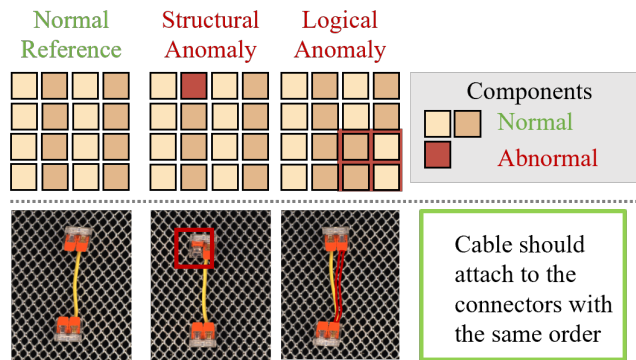 Normal
Reference
Structural
Anomaly
Logical
Anomaly
Components
Normal
Abnormal
Cable should
attach to the
connectors with
the same order